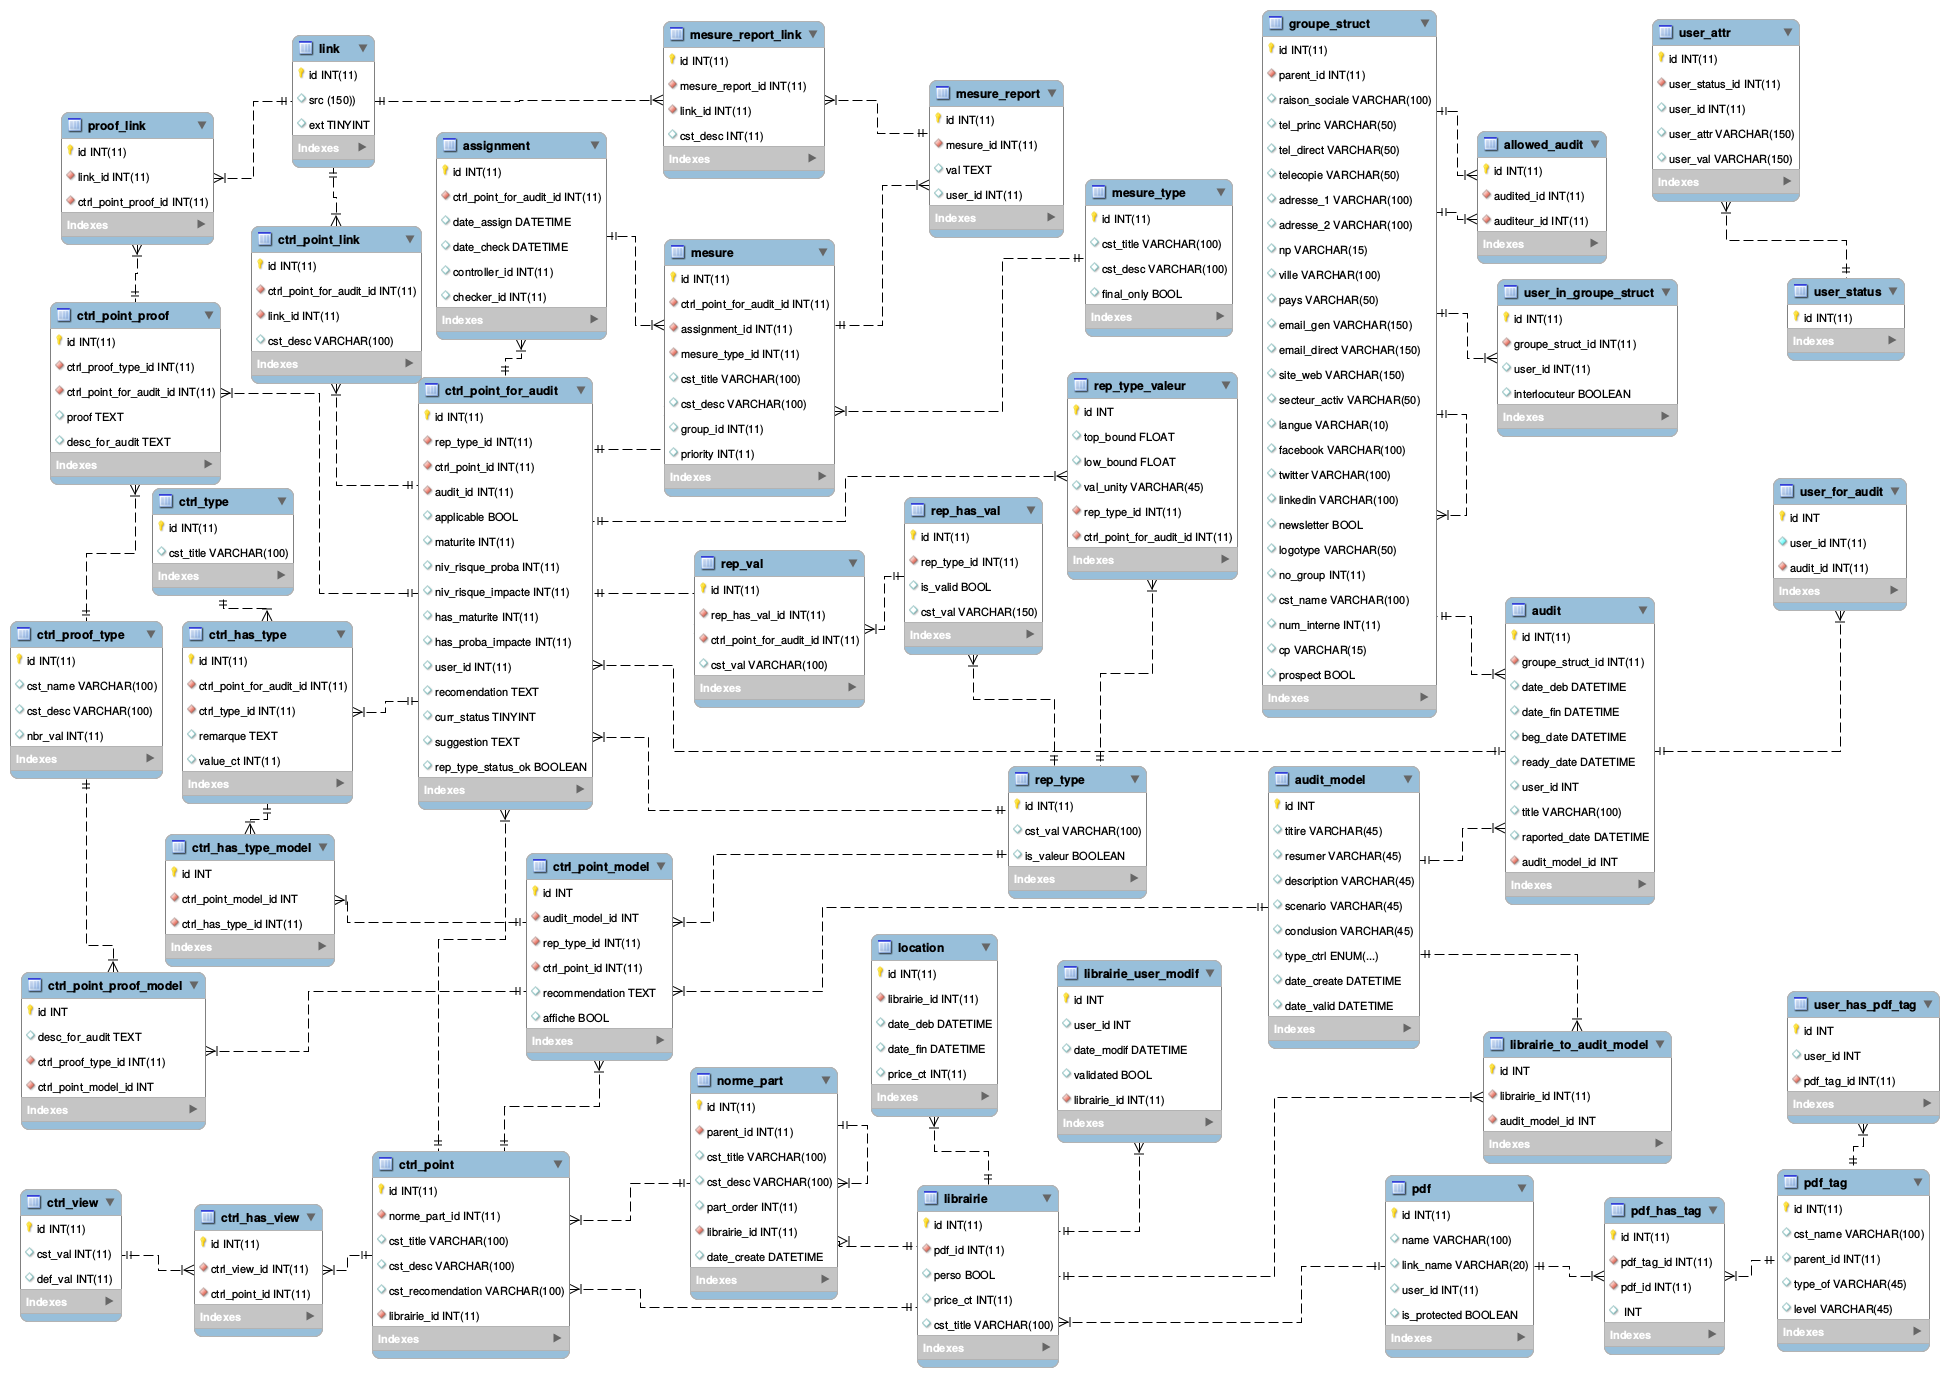 link
id INT(11)
src (150))
ext TINYINT
Indexes
mesure_report_link
id INT(11)
mesure_report_id INT(11)
link_id INT(11)
cst_desc INT(11)
Indexes
mesure_report
id INT(11)
mesure_id INT(11)
val TEXT
user_id INT(11)
Indexes
groupe_struct
id INT(11)
parent_id INT(11)
raison_sociale VARCHAR(100)
tel_princ VARCHAR(50)
tel_direct VARCHAR(50)
telecopie VARCHAR(50)
adresse_1 VARCHAR(100)
adresse_2 VARCHAR(100)
np VARCHAR(15)
ville VARCHAR(100)
pays VARCHAR(50)
email_gen VARCHAR(150)
email_direct VARCHAR(150)
site_web VARCHAR(150)
secteur_activ VARCHAR(50)
langue VARCHAR(10)
facebook VARCHAR(100)
twitter VARCHAR(100)
linkedin VARCHAR(100)
newsletter BOOL
logotype VARCHAR(50)
no_group INT(11)
cst_name VARCHAR(100)
num_interne INT(11)
cp VARCHAR(15)
prospect BOOL
Indexes
user_attr
id INT(11)
user_status_id INT(11)
user_id INT(11)
user_attr VARCHAR(150)
user_val VARCHAR(150)
Indexes
proof_link
id INT(11)
link_id INT(11)
ctrl_point_proof_id INT(11)
Indexes
assignment
id INT(11)
ctrl_point_for_audit_id INT(11)
date_assign DATETIME
date_check DATETIME
controller_id INT(11)
checker_id INT(11)
Indexes
allowed_audit
id INT(11)
audited_id INT(11)
auditeur_id INT(11)
Indexes
mesure_type
id INT(11)
cst_title VARCHAR(100)
cst_desc VARCHAR(100)
final_only BOOL
Indexes
ctrl_point_link
id INT(11)
ctrl_point_for_audit_id INT(11)
link_id INT(11)
cst_desc VARCHAR(100)
Indexes
mesure
id INT(11)
ctrl_point_for_audit_id INT(11)
assignment_id INT(11)
mesure_type_id INT(11)
cst_title VARCHAR(100)
cst_desc VARCHAR(100)
group_id INT(11)
priority INT(11)
Indexes
user_in_groupe_struct
id INT(11)
groupe_struct_id INT(11)
user_id INT(11)
interlocuteur BOOLEAN
Indexes
user_status
id INT(11)
Indexes
ctrl_point_proof
id INT(11)
ctrl_proof_type_id INT(11)
ctrl_point_for_audit_id INT(11)
proof TEXT
desc_for_audit TEXT
Indexes
ctrl_point_for_audit
id INT(11)
rep_type_id INT(11)
ctrl_point_id INT(11)
audit_id INT(11)
applicable BOOL
maturite INT(11)
niv_risque_proba INT(11)
niv_risque_impacte INT(11)
has_maturite INT(11)
has_proba_impacte INT(11)
user_id INT(11)
recomendation TEXT
curr_status TINYINT
suggestion TEXT
rep_type_status_ok BOOLEAN
Indexes
rep_type_valeur
id INT
top_bound FLOAT
low_bound FLOAT
val_unity VARCHAR(45)
rep_type_id INT(11)
ctrl_point_for_audit_id INT(11)
Indexes
ctrl_type
id INT(11)
cst_title VARCHAR(100)
Indexes
rep_has_val
id INT(11)
rep_type_id INT(11)
is_valid BOOL
cst_val VARCHAR(150)
Indexes
user_for_audit
id INT
user_id INT(11)
audit_id INT(11)
Indexes
rep_val
id INT(11)
rep_has_val_id INT(11)
ctrl_point_for_audit_id INT(11)
cst_val VARCHAR(100)
Indexes
audit
id INT(11)
groupe_struct_id INT(11)
date_deb DATETIME
date_fin DATETIME
beg_date DATETIME
ready_date DATETIME
user_id INT
title VARCHAR(100)
raported_date DATETIME
audit_model_id INT
Indexes
ctrl_proof_type
id INT(11)
cst_name VARCHAR(100)
cst_desc VARCHAR(100)
nbr_val INT(11)
Indexes
ctrl_has_type
id INT(11)
ctrl_point_for_audit_id INT(11)
ctrl_type_id INT(11)
remarque TEXT
value_ct INT(11)
Indexes
rep_type
id INT(11)
cst_val VARCHAR(100)
is_valeur BOOLEAN
Indexes
audit_model
id INT
titire VARCHAR(45)
resumer VARCHAR(45)
description VARCHAR(45)
scenario VARCHAR(45)
conclusion VARCHAR(45)
type_ctrl ENUM(...)
date_create DATETIME
date_valid DATETIME
Indexes
ctrl_has_type_model
id INT
ctrl_point_model_id INT
ctrl_has_type_id INT(11)
Indexes
ctrl_point_model
id INT
audit_model_id INT
rep_type_id INT(11)
ctrl_point_id INT(11)
recommendation TEXT
affiche BOOL
Indexes
location
id INT(11)
librairie_id INT(11)
date_deb DATETIME
date_fin DATETIME
price_ct INT(11)
Indexes
librairie_user_modif
id INT
user_id INT
date_modif DATETIME
validated BOOL
librairie_id INT(11)
Indexes
ctrl_point_proof_model
id INT
desc_for_audit TEXT
ctrl_proof_type_id INT(11)
ctrl_point_model_id INT
Indexes
user_has_pdf_tag
id INT
user_id INT
pdf_tag_id INT(11)
Indexes
librairie_to_audit_model
id INT
librairie_id INT(11)
audit_model_id INT
Indexes
norme_part
id INT(11)
parent_id INT(11)
cst_title VARCHAR(100)
cst_desc VARCHAR(100)
part_order INT(11)
librairie_id INT(11)
date_create DATETIME
Indexes
ctrl_point
id INT(11)
norme_part_id INT(11)
cst_title VARCHAR(100)
cst_desc VARCHAR(100)
cst_recomendation VARCHAR(100)
librairie_id INT(11)
Indexes
ctrl_view
id INT(11)
cst_val INT(11)
def_val INT(11)
Indexes
ctrl_has_view
id INT(11)
ctrl_view_id INT(11)
ctrl_point_id INT(11)
Indexes
librairie
id INT(11)
pdf_id INT(11)
perso BOOL
price_ct INT(11)
cst_title VARCHAR(100)
Indexes
pdf
id INT(11)
name VARCHAR(100)
link_name VARCHAR(20)
user_id INT(11)
is_protected BOOLEAN
Indexes
pdf_has_tag
id INT(11)
pdf_tag_id INT(11)
pdf_id INT(11)
INT
Indexes
pdf_tag
id INT(11)
cst_name VARCHAR(100)
parent_id INT(11)
type_of VARCHAR(45)
level VARCHAR(45)
Indexes